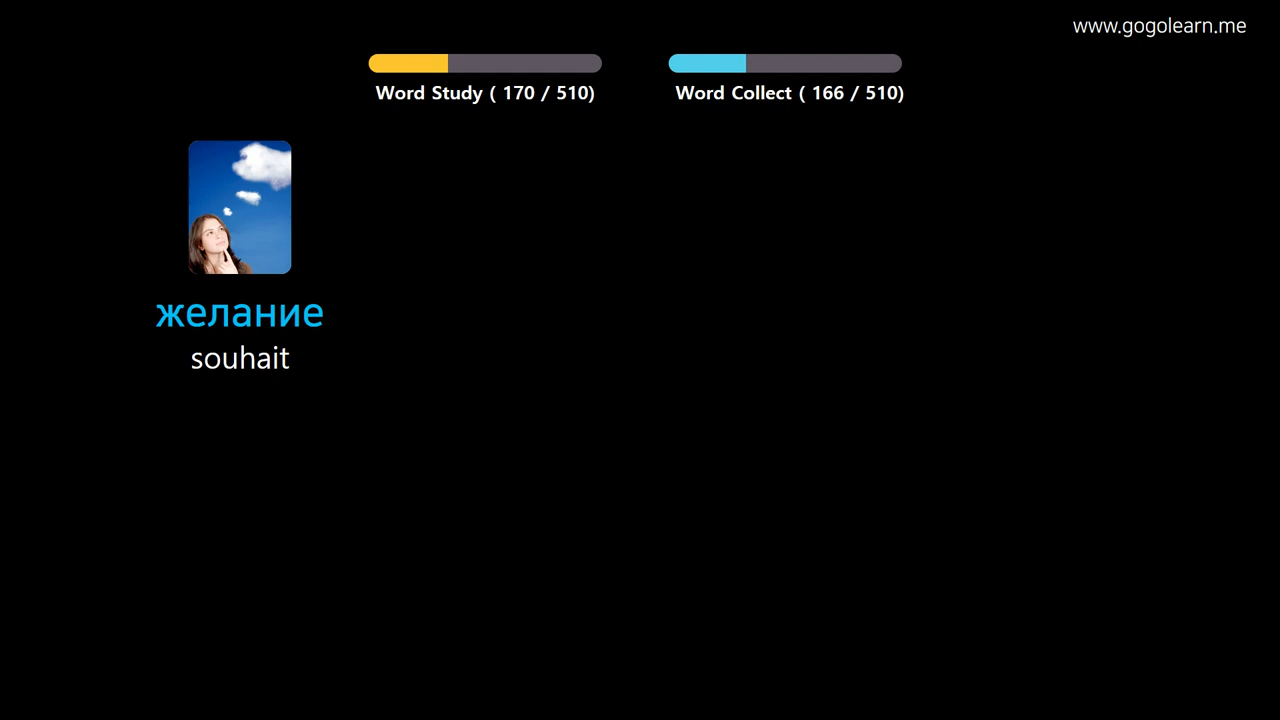 www.gogolearn.me
Word Study ( 170 / 510)
Word Collect ( 166 / 510)
желание
souhait